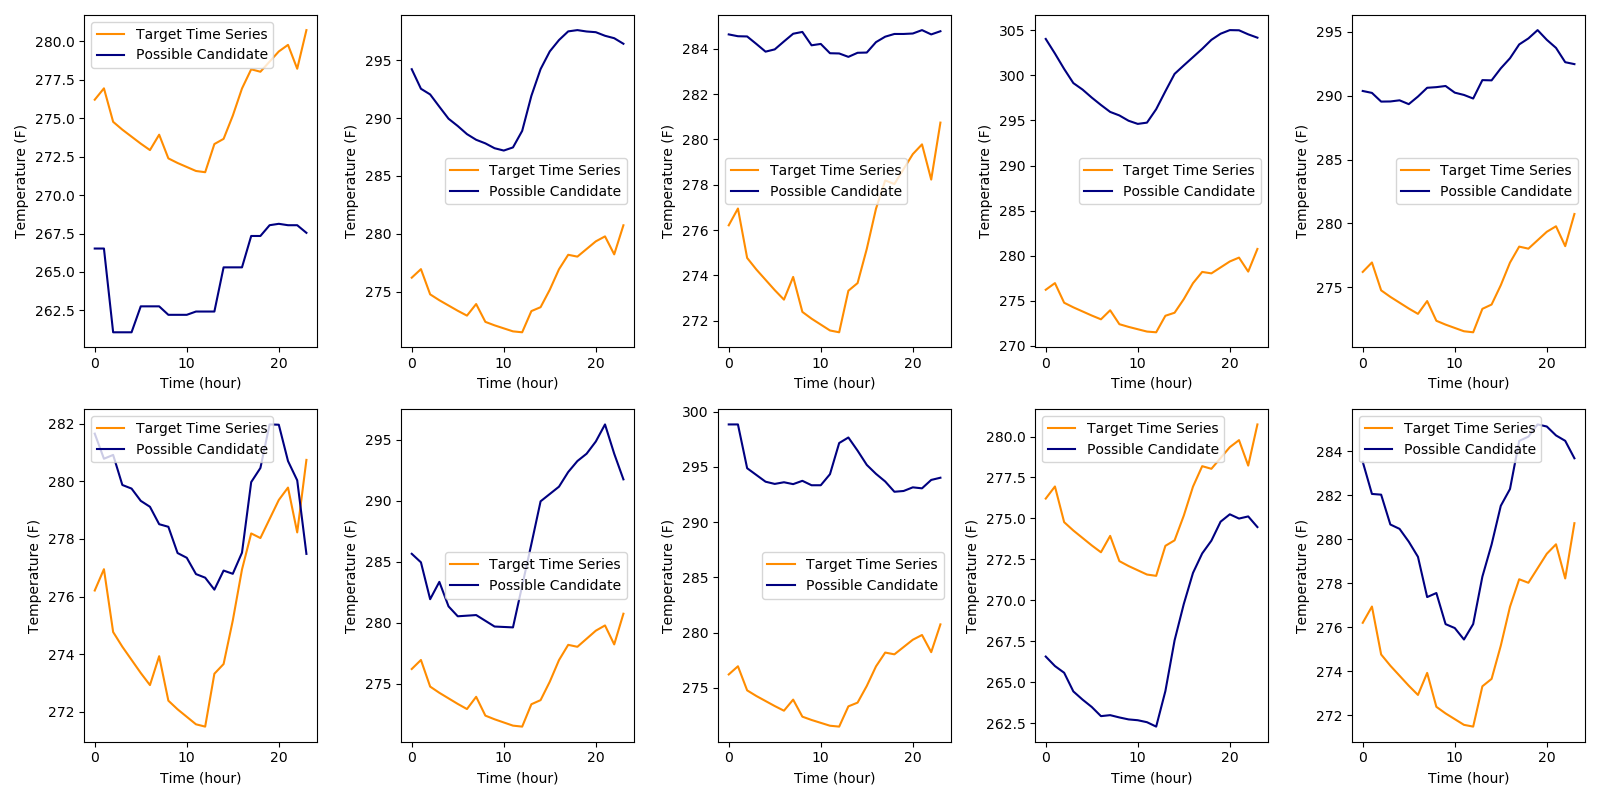 Target Time Series
Possible Candidate
280.0
277.5
275.0
272.5
270.0
267.5
265.0
262.5
Temperature (F)
0
10
20
Time (hour)
Target Time Series
Possible Candidate
295
290
285
280
275
Temperature (F)
0
10
20
Time (hour)
Target Time Series
Possible Candidate
284
282
280
278
276
274
272
Temperature (F)
0
10
20
Time (hour)
Target Time Series
Possible Candidate
305
300
295
290
285
280
275
270
Temperature (F)
0
10
20
Time (hour)
Target Time Series
Possible Candidate
295
290
285
280
275
Temperature (F)
0
10
20
Time (hour)
Target Time Series
Possible Candidate
282
280
278
276
274
272
Temperature (F)
0
10
20
Time (hour)
Target Time Series
Possible Candidate
295
290
285
280
275
Temperature (F)
0
10
20
Time (hour)
Target Time Series
Possible Candidate
300
295
290
285
280
275
Temperature (F)
0
10
20
Time (hour)
Target Time Series
Possible Candidate
280.0
277.5
275.0
272.5
270.0
267.5
265.0
262.5
Temperature (F)
0
10
20
Time (hour)
Target Time Series
Possible Candidate
284
282
280
278
276
274
272
Temperature (F)
0
10
20
Time (hour)